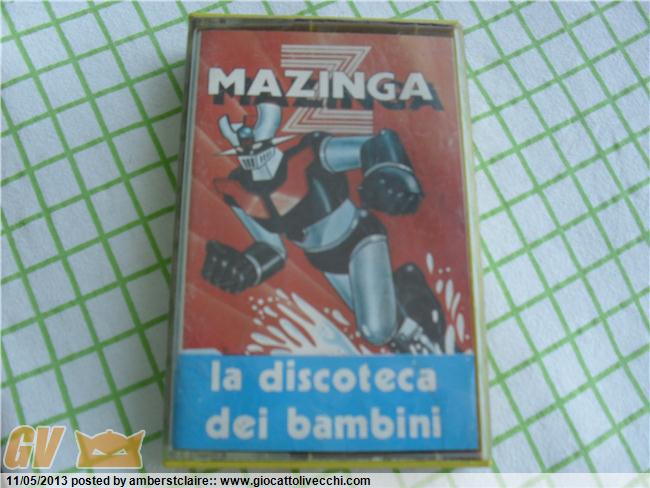 MAZINGA
Z
la discoteca
dei bambini
GV
11/05/2013 posted by amberstclaire:: www.giocattolivecchi.com